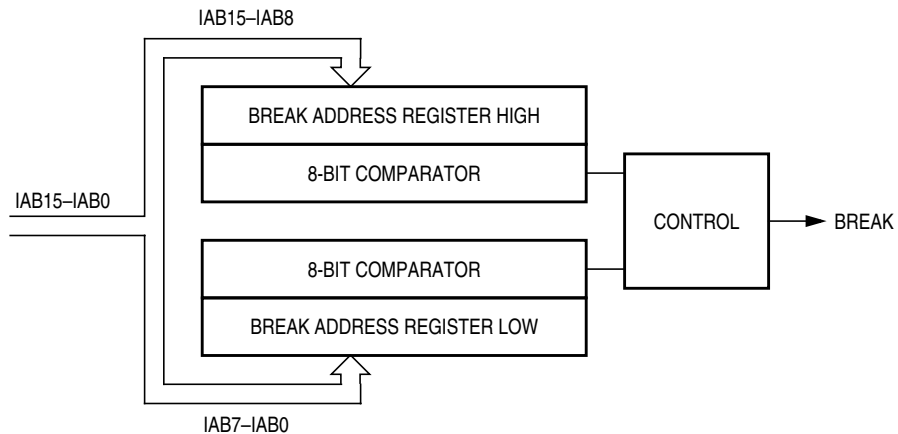 IAB15–IAB8
BREAK ADDRESS REGISTER HIGH
8-BIT COMPARATOR
IAB15–IAB0
CONTROL
BREAK
8-BIT COMPARATOR
BREAK ADDRESS REGISTER LOW
IAB7–IAB0